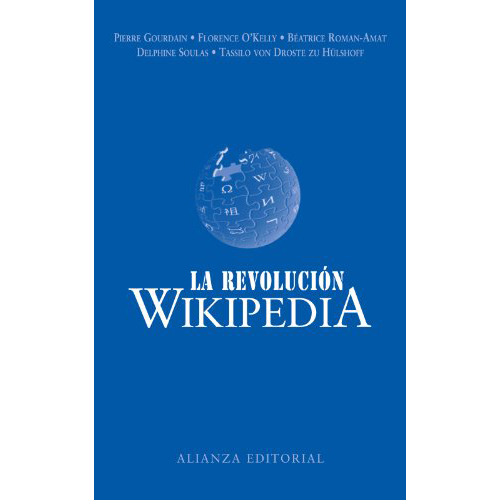 PIERRE GOURDAIN • FLORENCE O'KELLY • BÉATRICE ROMAN-AMAT
DELPHINE SOULAS • TASSILO VON DROSTE ZU HÜLSHOFF
Ω W
И 祖
LA REVOLUCIÓN
WIKIPEDIA
ALIANZA EDITORIAL